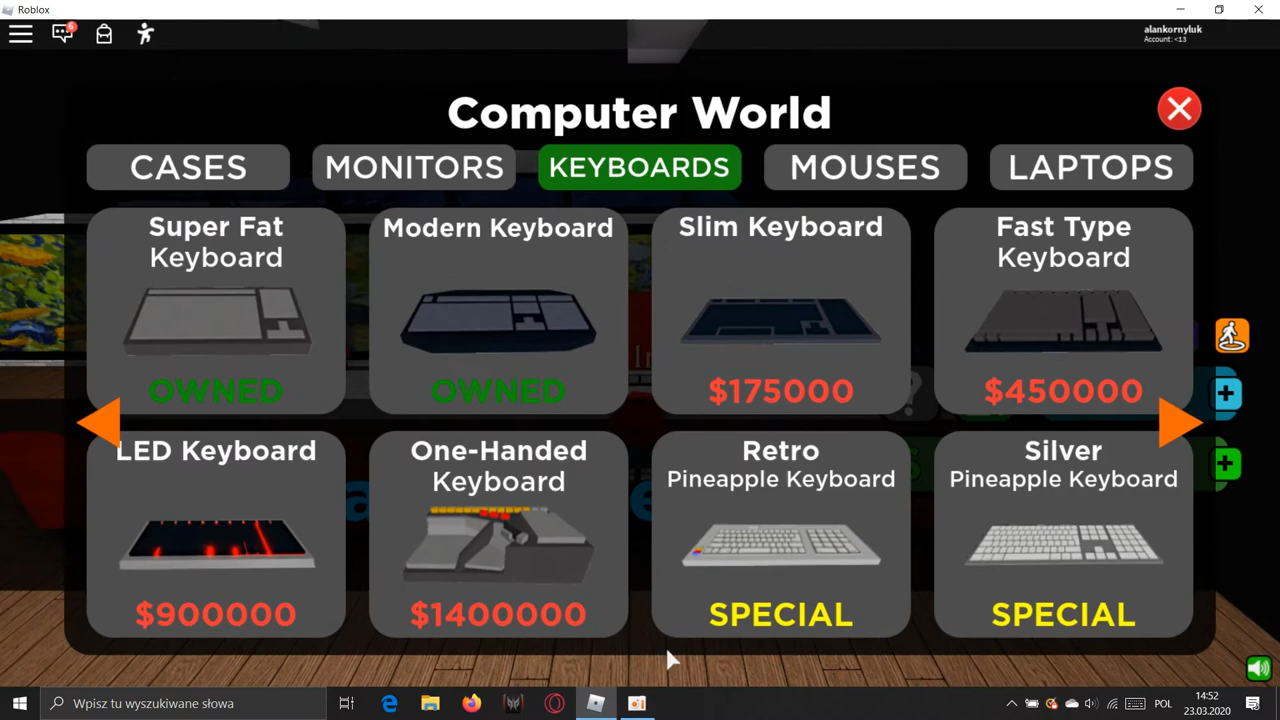 Roblox
6
alankornyluk
Account: <13
Computer World
CASES
MONITORS
KEYBOARDS
MOUSES
LAPTOPS
Super Fat
Keyboard
OWNED
Modern Keyboard
OWNED
Slim Keyboard
$175000
Fast Type
Keyboard
$450000
LED Keyboard
$900000
One-Handed
Keyboard
$1400000
Retro
Pineapple Keyboard
SPECIAL
Silver
Pineapple Keyboard
SPECIAL
Wpisz tu wyszukiwane słowa
POL
14:52
23.03.2020